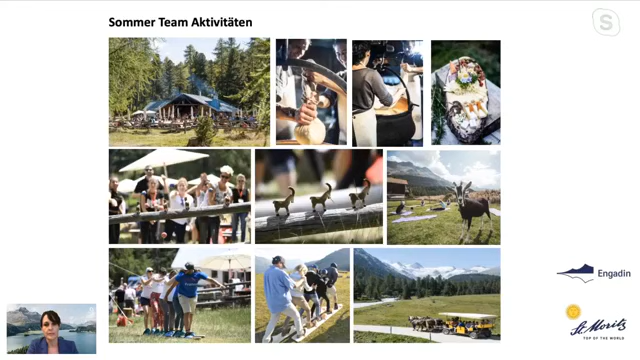 Sommer Team Aktivitäten
Engadin
St. Moritz
TOP OF THE WORLD